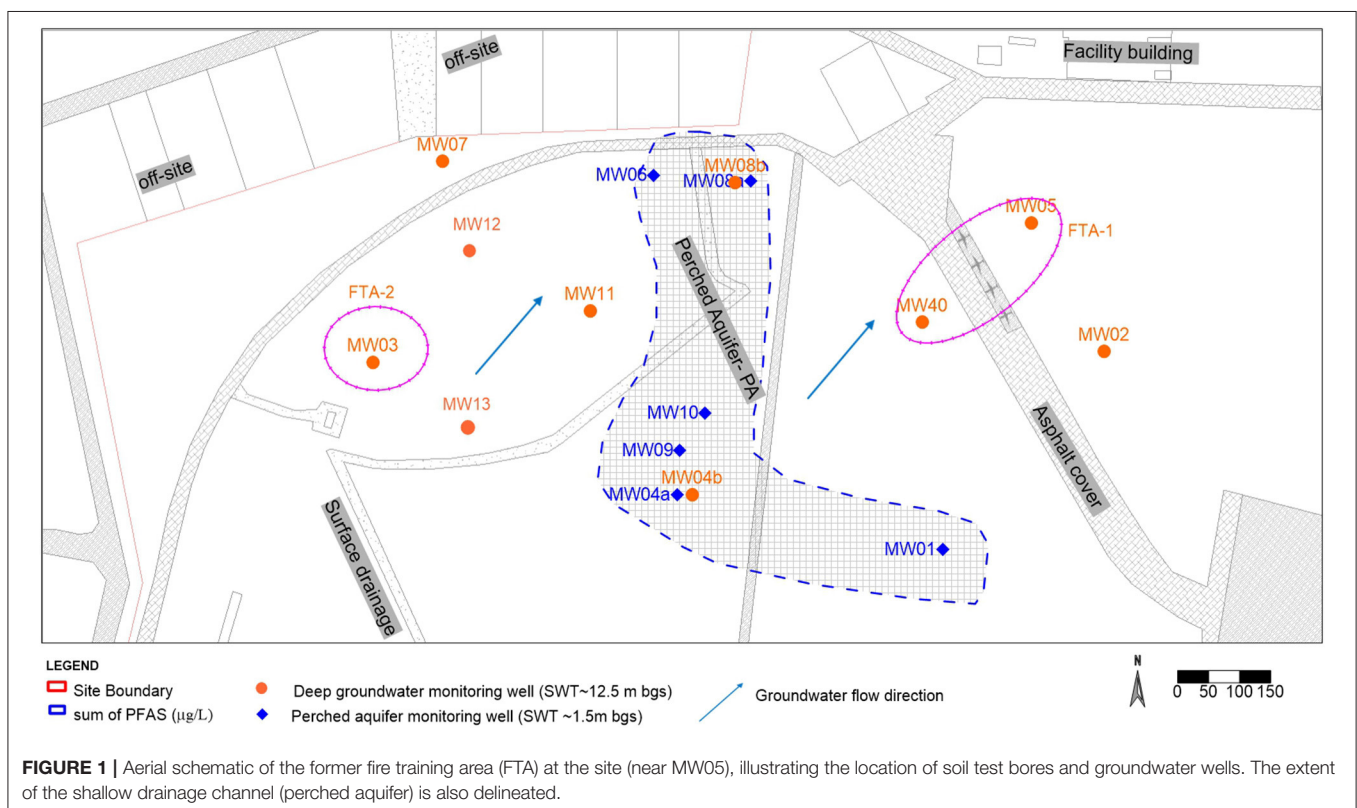 off-site
Facility building
off-site
MW07
MW06
MW08b
MW08a
MW12
MW05
FTA-1
Perched Aquifer- PA
FTA-2
MW11
MW03
MW40
MW02
MW13
MW10
MW09
MW04b
MW04a
Asphalt cover
Surface drainage
MW01
LEGEND
Site Boundary
sum of PFAS (µg/L)
Deep groundwater monitoring well (SWT~12.5 m bgs)
Perched aquifer monitoring well (SWT ~1.5m bgs)
Groundwater flow direction
N
0 50 100 150
FIGURE 1 | Aerial schematic of the former fire training area (FTA) at the site (near MW05), illustrating the location of soil test bores and groundwater wells. The extent
of the shallow drainage channel (perched aquifer) is also delineated.